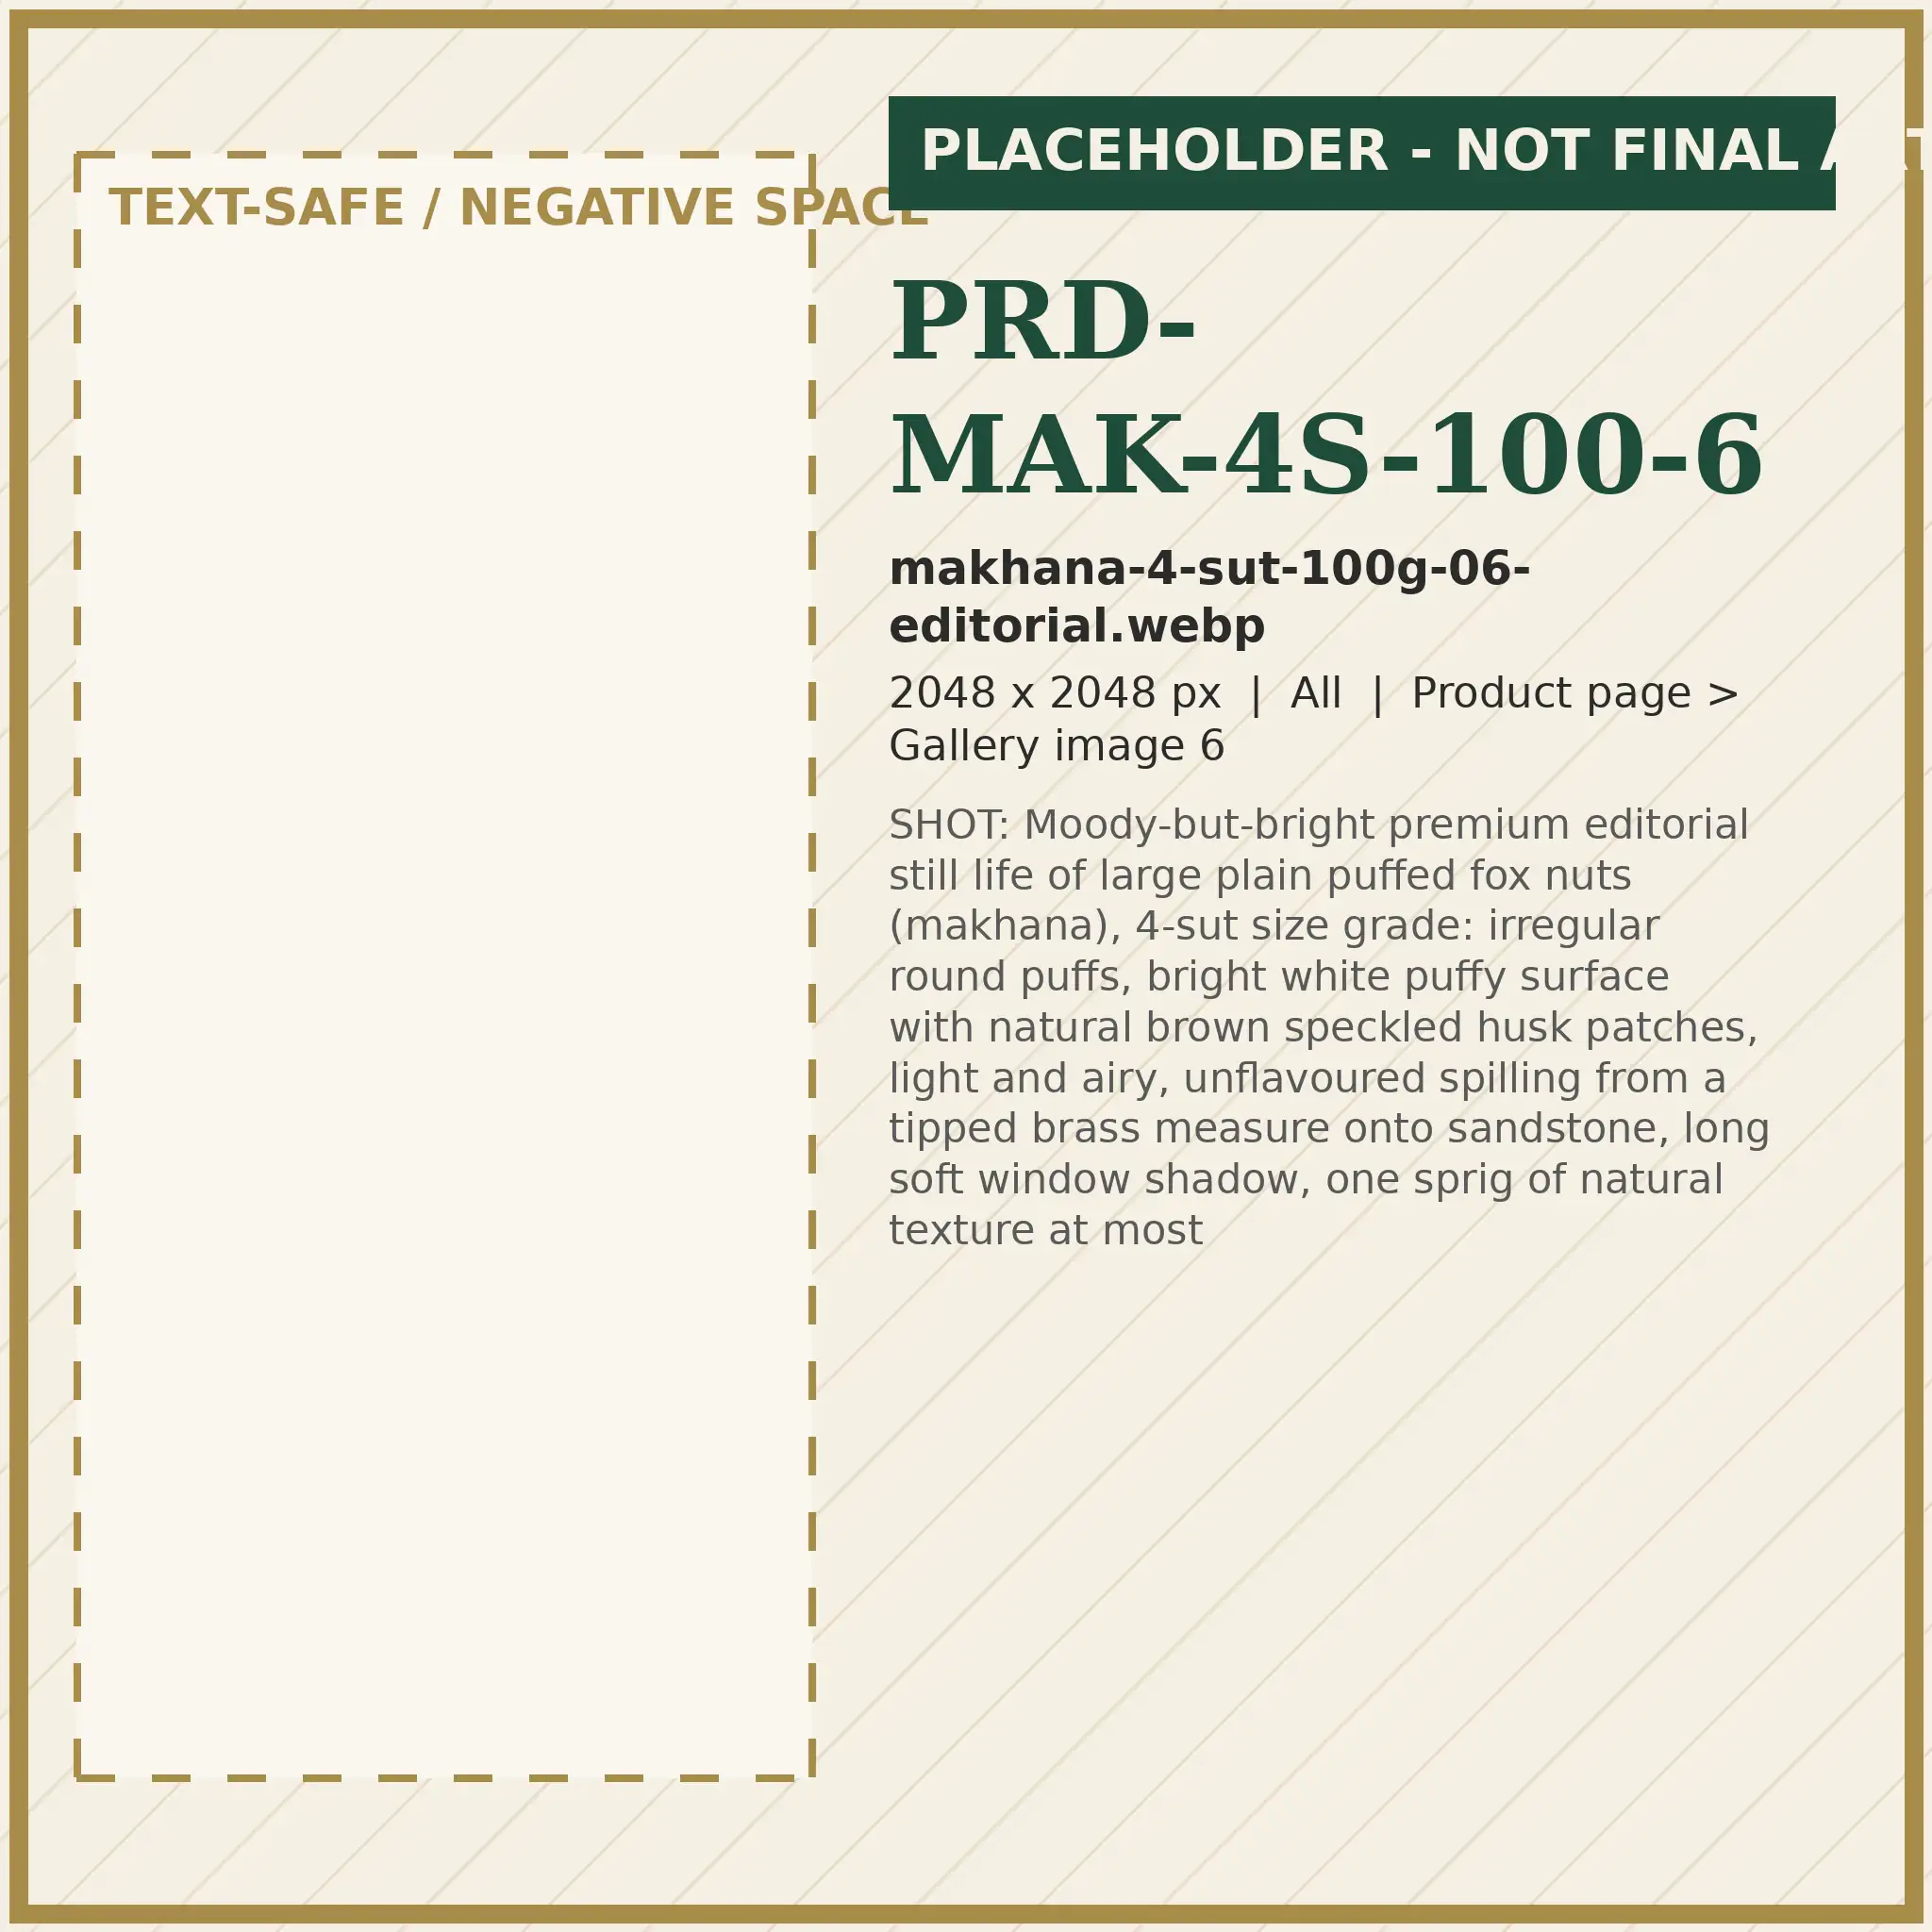 PLACEHOLDER - NOT FINAL ART
TEXT-SAFE / NEGATIVE SPACE
PRD-
MAK-4S-100-6
makhana-4-sut-100g-06-
editorial.webp
2048 x 2048 px | All | Product page >
Gallery image 6
SHOT: Moody-but-bright premium editorial
still life of large plain puffed fox nuts
(makhana), 4-sut size grade: irregular
round puffs, bright white puffy surface
with natural brown speckled husk patches,
light and airy, unflavoured spilling from a
tipped brass measure onto sandstone, long
soft window shadow, one sprig of natural
texture at most